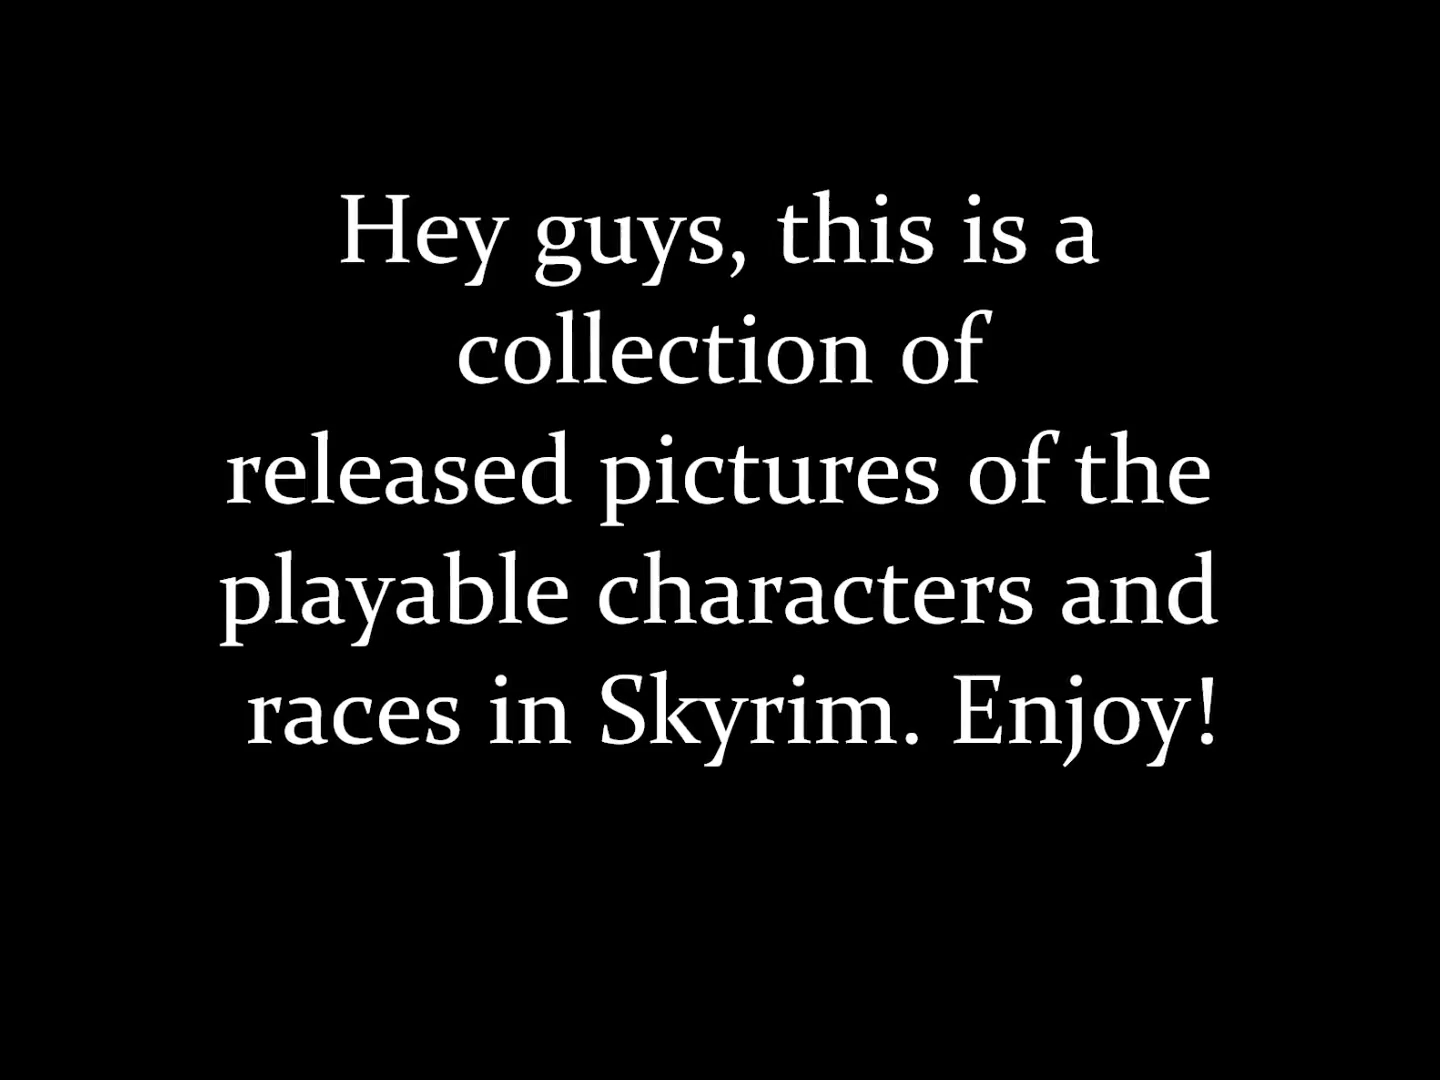 Hey guys, this is a
collection of
released pictures of the
playable characters and
races in Skyrim. Enjoy!